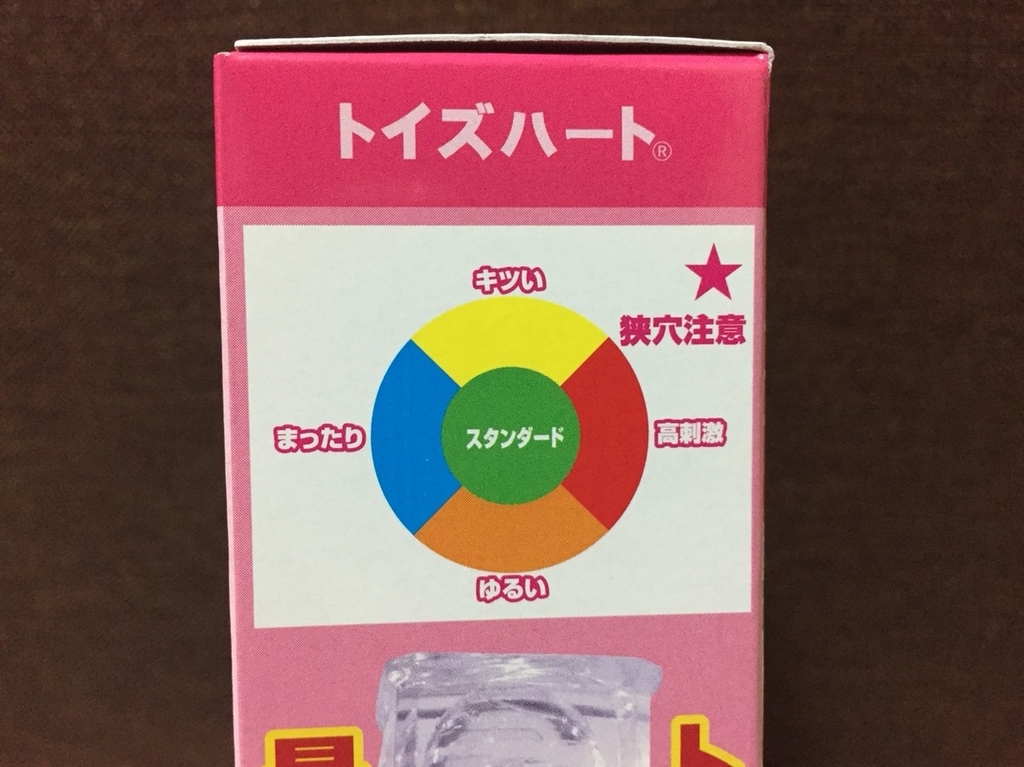 トイズハート®
キツい
狭穴注意
まったり
スタンダード
高刺激
ゆるい